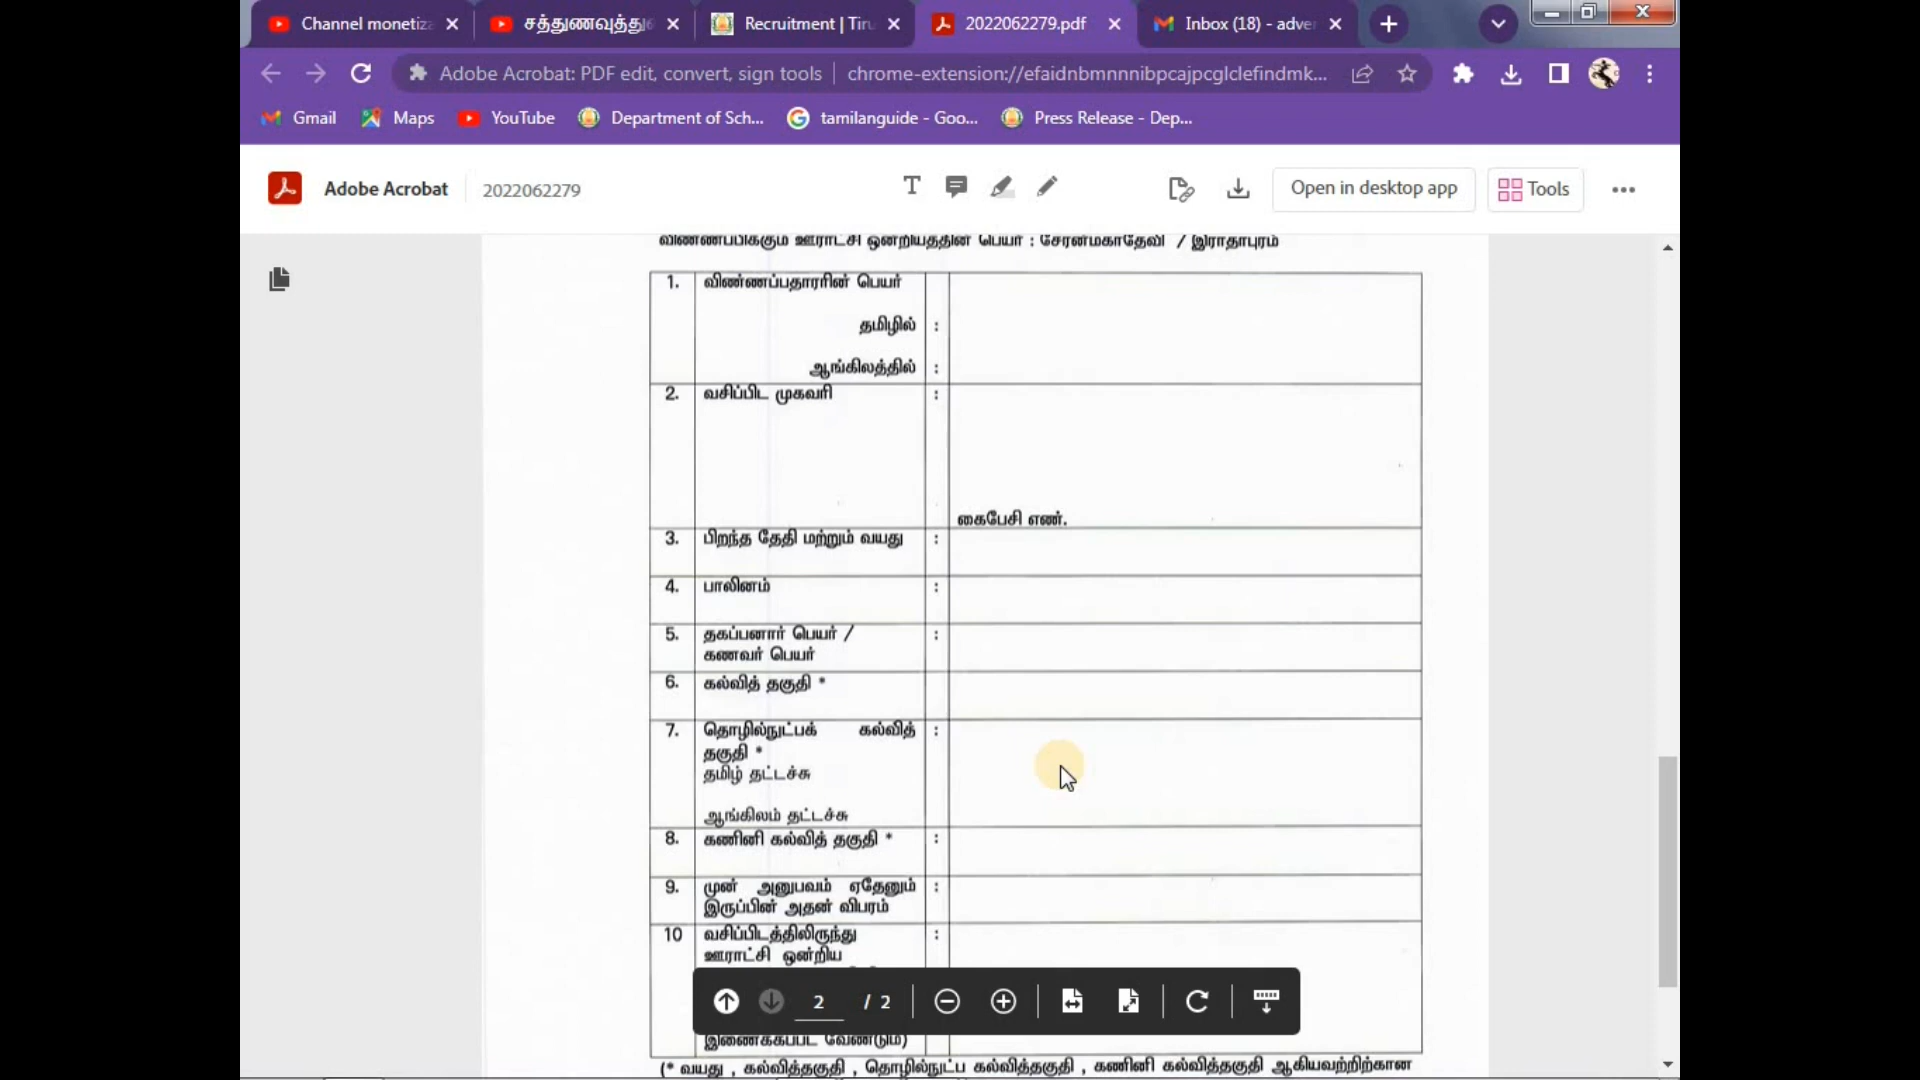 Channel monetiz
சத்துணவுத்து
Recruitment | Tiru
2022062279.pdf
Inbox (18) - adve
Adobe Acrobat: PDF edit, convert, sign tools
chrome-extension://efaidnbmnnnibpcajpcglclefindmk...
Gmail
Maps
YouTube
Department of Sch...
tamilanguide - Goo...
Press Release - Dep...
Adobe Acrobat
2022062279
Open in desktop app
Tools
விண்ணப்பிக்கும் ஊராட்சி ஒன்றியத்தின் பெயர் : சேரன்மகாதேவி / இராதாபுரம்
1. விண்ணப்பதாரரின் பெயர்
தமிழில் :
ஆங்கிலத்தில் :
2. வசிப்பிட முகவரி :
கைபேசி எண்.
3. பிறந்த தேதி மற்றும் வயது :
4. பாலினம் :
5. தகப்பனார் பெயர் / :
கணவர் பெயர்
6. கல்வித் தகுதி *
7. தொழில்நுட்பக் கல்வித் :
தகுதி *
தமிழ் தட்டச்சு
ஆங்கிலம் தட்டச்சு
8. கணினி கல்வித் தகுதி * :
9. முன் அனுபவம் ஏதேனும் :
இருப்பின் அதன் விபரம்
10 வசிப்பிடத்திலிருந்து :
ஊராட்சி ஒன்றிய
2 / 2
இணைக்கப்பட வேண்டும்)
(* வயது , கல்வித்தகுதி , தொழில்நுட்ப கல்வித்தகுதி , கணினி கல்வித்தகுதி ஆகியவற்றிற்கான